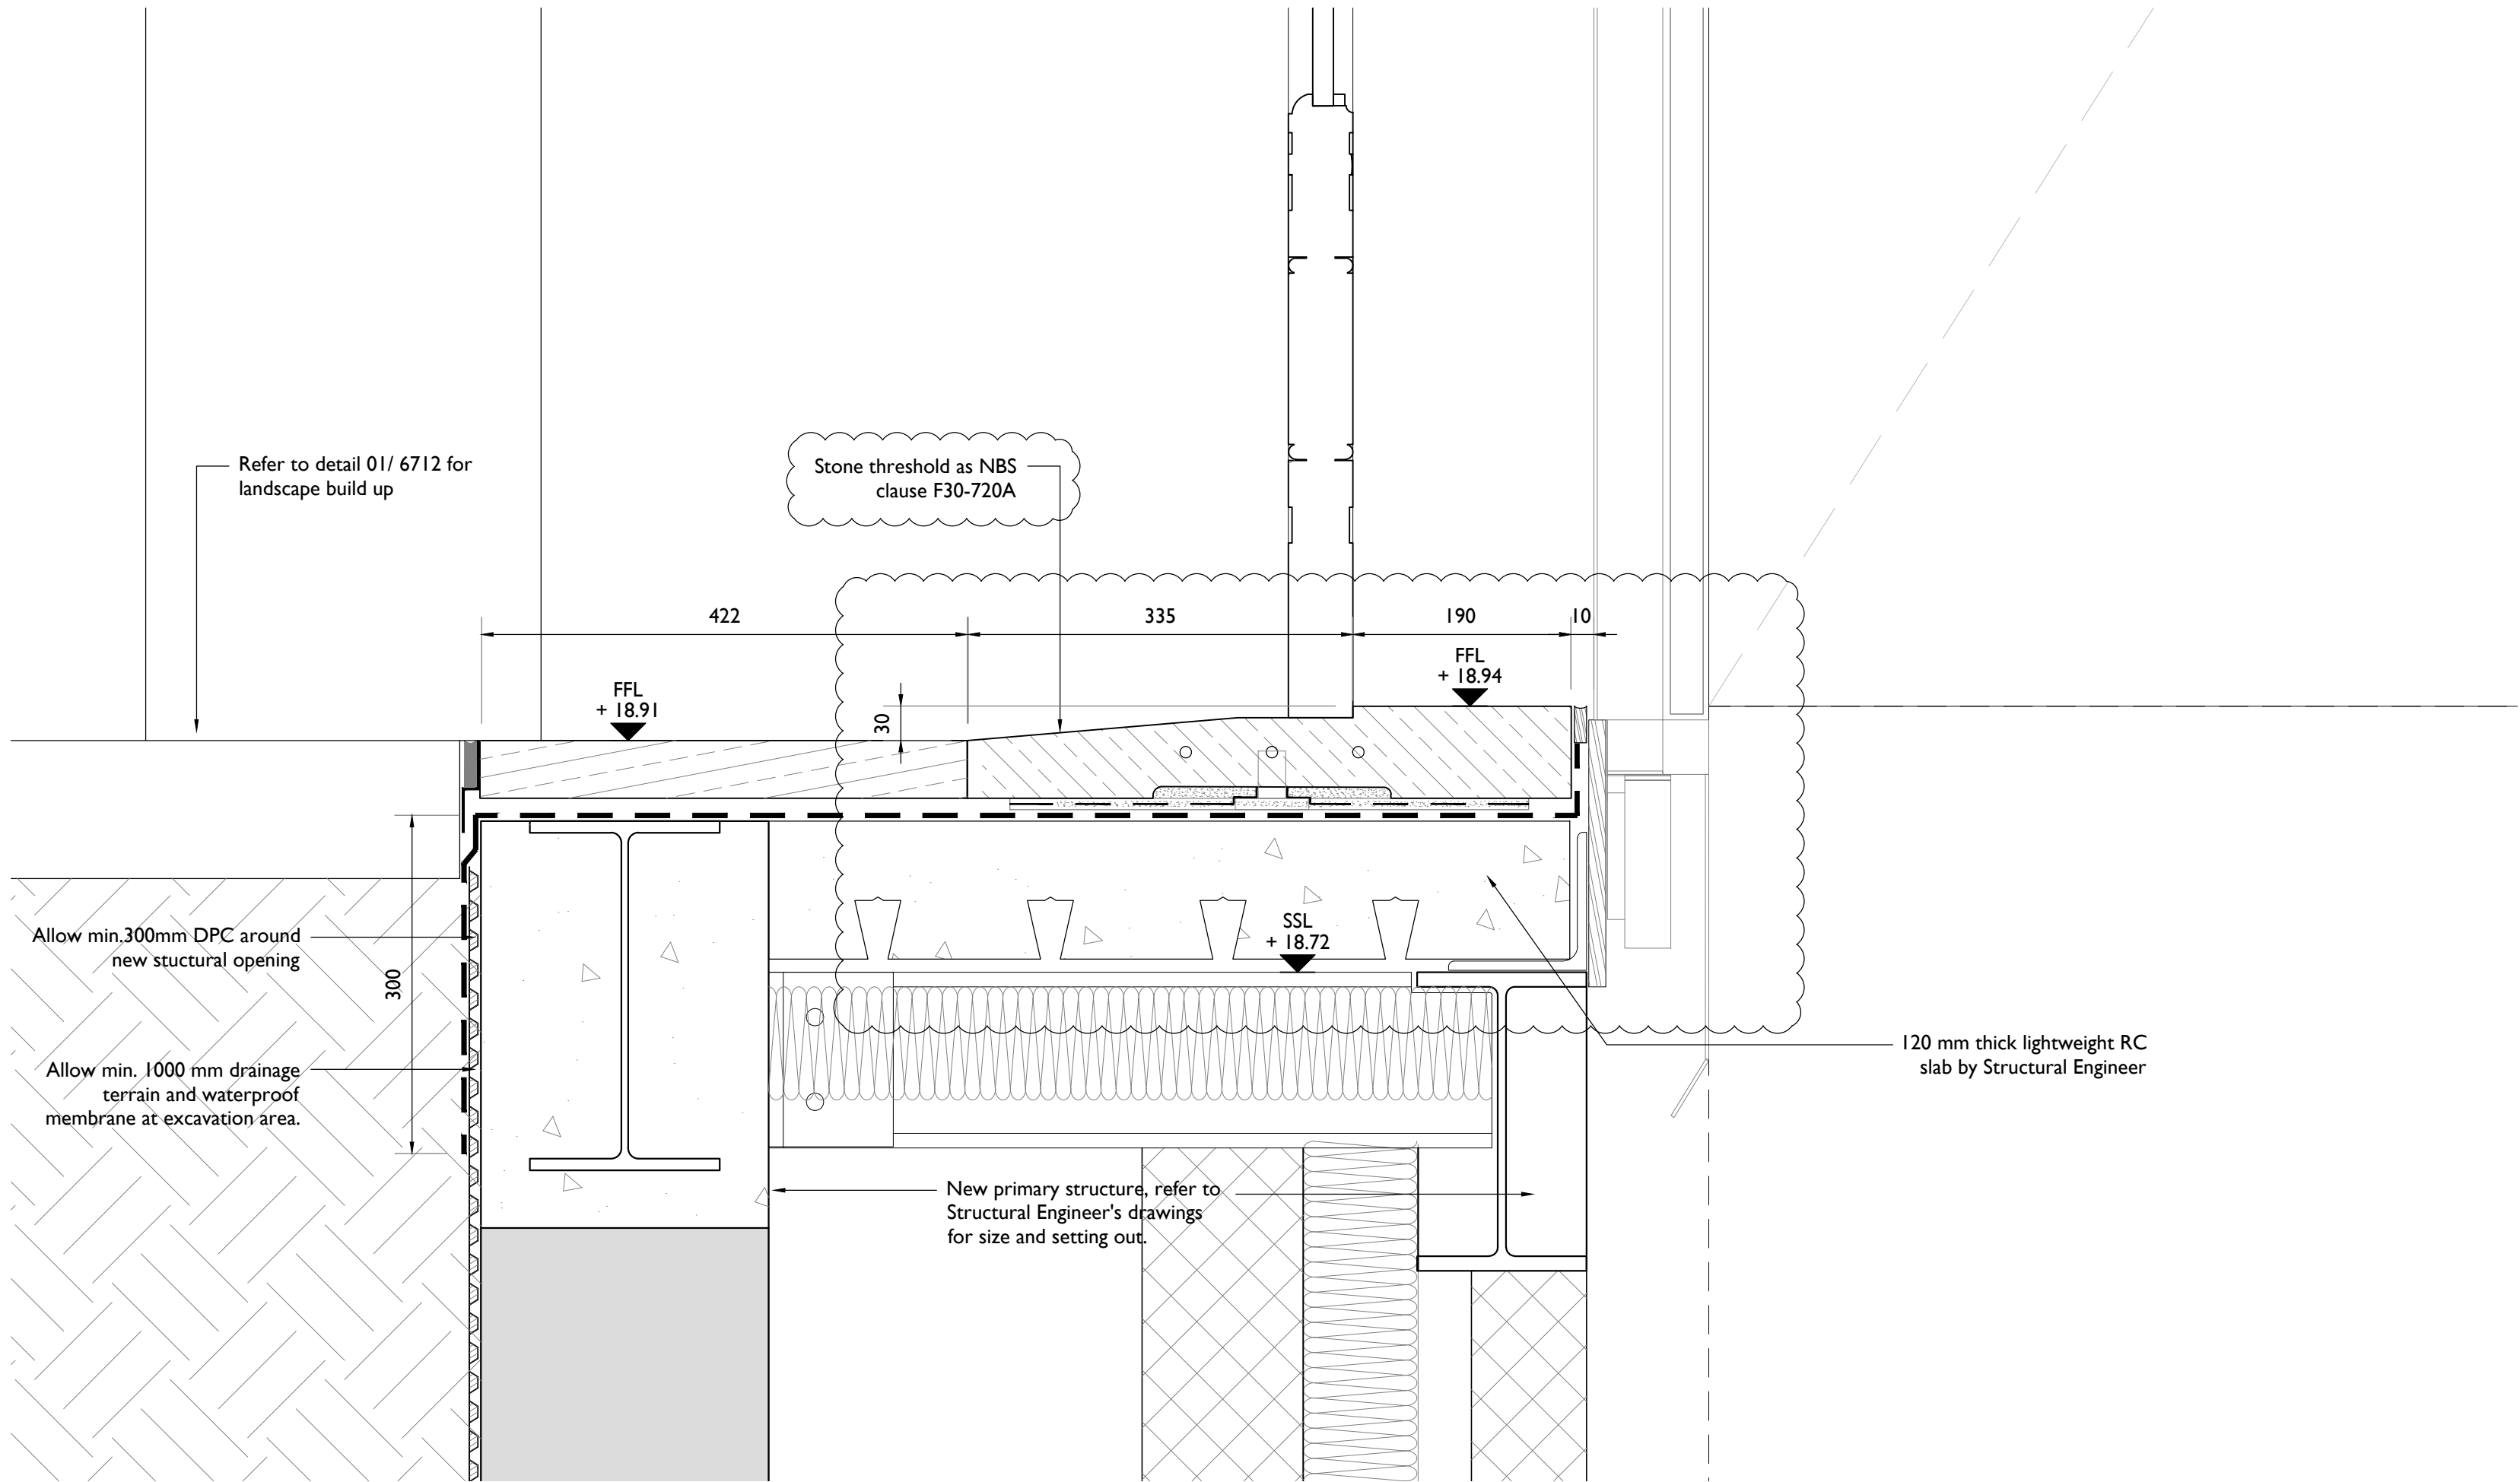 Refer to detail 01/ 6712 for
landscape build up
Stone threshold as NBS
clause F30-720A
422
335
190
10
FFL
+ 18.94
FFL
+ 18.91
30
Allow min.300mm DPC around
new stuctural opening
300
SSL
+ 18.72
Allow min. 1000 mm drainage
terrain and waterproof
membrane at excavation area.
120 mm thick lightweight RC
slab by Structural Engineer
New primary structure, refer to
Structural Engineer's drawings
for size and setting out.